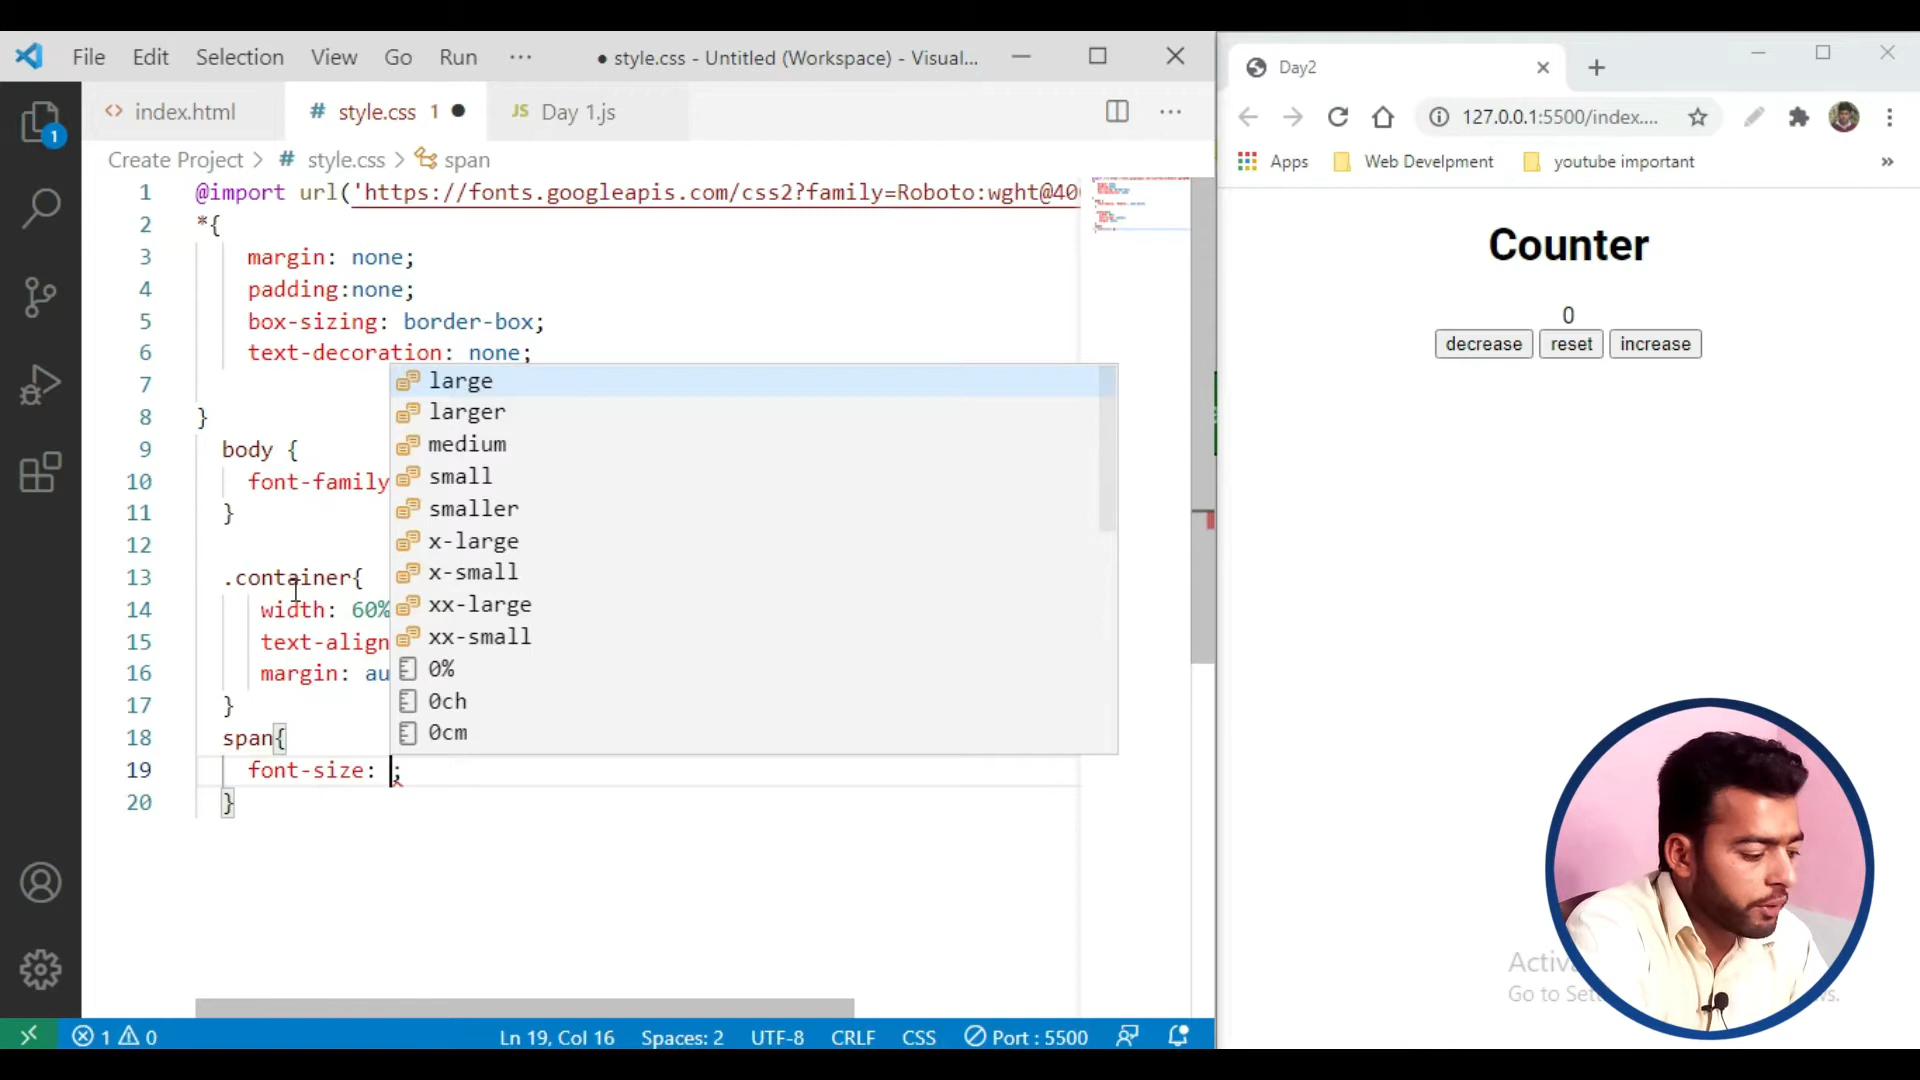 File Edit Selection View Go Run ··· ● style.css - Untitled (Workspace) - Visual...
<> index.html # style.css 1 ● JS Day 1.js ···
Create Project > # style.css > span
1 @import url('https://fonts.googleapis.com/css2?family=Roboto:wght@40
2 *{
3 margin: none;
4 padding:none;
5 box-sizing: border-box;
6 text-decoration: none;
7
8 }
9 body {
10 font-family
11 }
12
13 .container{
14 width: 60%
15 text-align
16 margin: au
17 }
18 span{
19 font-size: ;
20 }
large
larger
medium
small
smaller
x-large
x-small
xx-large
xx-small
0%
0ch
0cm
1
1 0 Ln 19, Col 16 Spaces: 2 UTF-8 CRLF CSS Port : 5500
Day2
127.0.0.1:5500/index....
Apps Web Develpment youtube important »
Counter
0
decrease reset increase
Go to